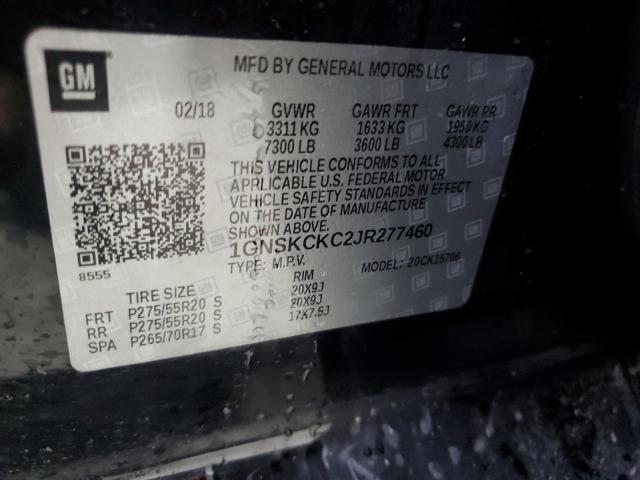 GM
MFD BY GENERAL MOTORS LLC
02/18 GVWR GAWR FRT GAWR RR
3311 KG 1633 KG 1950 KG
7300 LB 3600 LB 4300 LB
THIS VEHICLE CONFORMS TO ALL
APPLICABLE U.S. FEDERAL MOTOR
VEHICLE SAFETY STANDARDS IN EFFECT
ON THE DATE OF MANUFACTURE
SHOWN ABOVE.
1GNSKCKC2JR277460
TYPE: M.P.V. MODEL: 20CK15706
8555
TIRE SIZE RIM
FRT P275/55R20 S 20X9J
RR P275/55R20 S 20X9J
SPA P265/70R17 S 17X7.5J